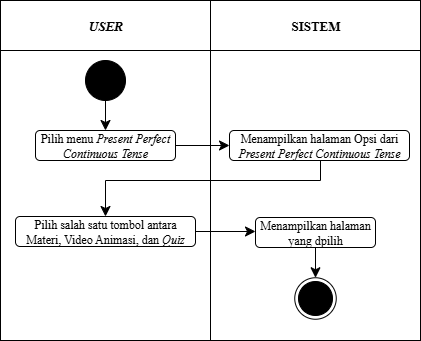 USER
SISTEM
Pilih menu Present Perfect
Continuous Tense
Menampilkan halaman Opsi dari
Present Perfect Continuous Tense
Pilih salah satu tombol antara
Materi, Video Animasi, dan Quiz
Menampilkan halaman
yang dpilih